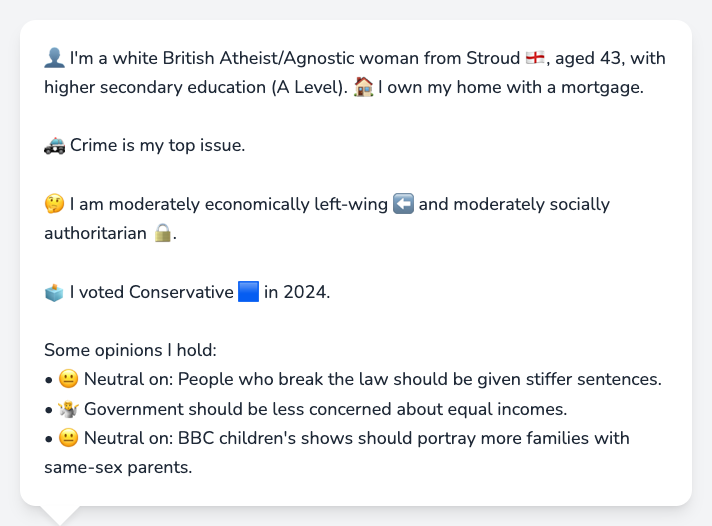 👤 I'm a white British Atheist/Agnostic woman from Stroud 🏴󠁧󠁢󠁥󠁮󠁧󠁿, aged 43, with
higher secondary education (A Level). 🏠 I own my home with a mortgage.
🚓 Crime is my top issue.
🤔 I am moderately economically left-wing ⬅️ and moderately socially
authoritarian 🔒.
🗳️ I voted Conservative 🟦 in 2024.
Some opinions I hold:
• 😐 Neutral on: People who break the law should be given stiffer sentences.
• 🤷 Government should be less concerned about equal incomes.
• 😐 Neutral on: BBC children's shows should portray more families with
same-sex parents.